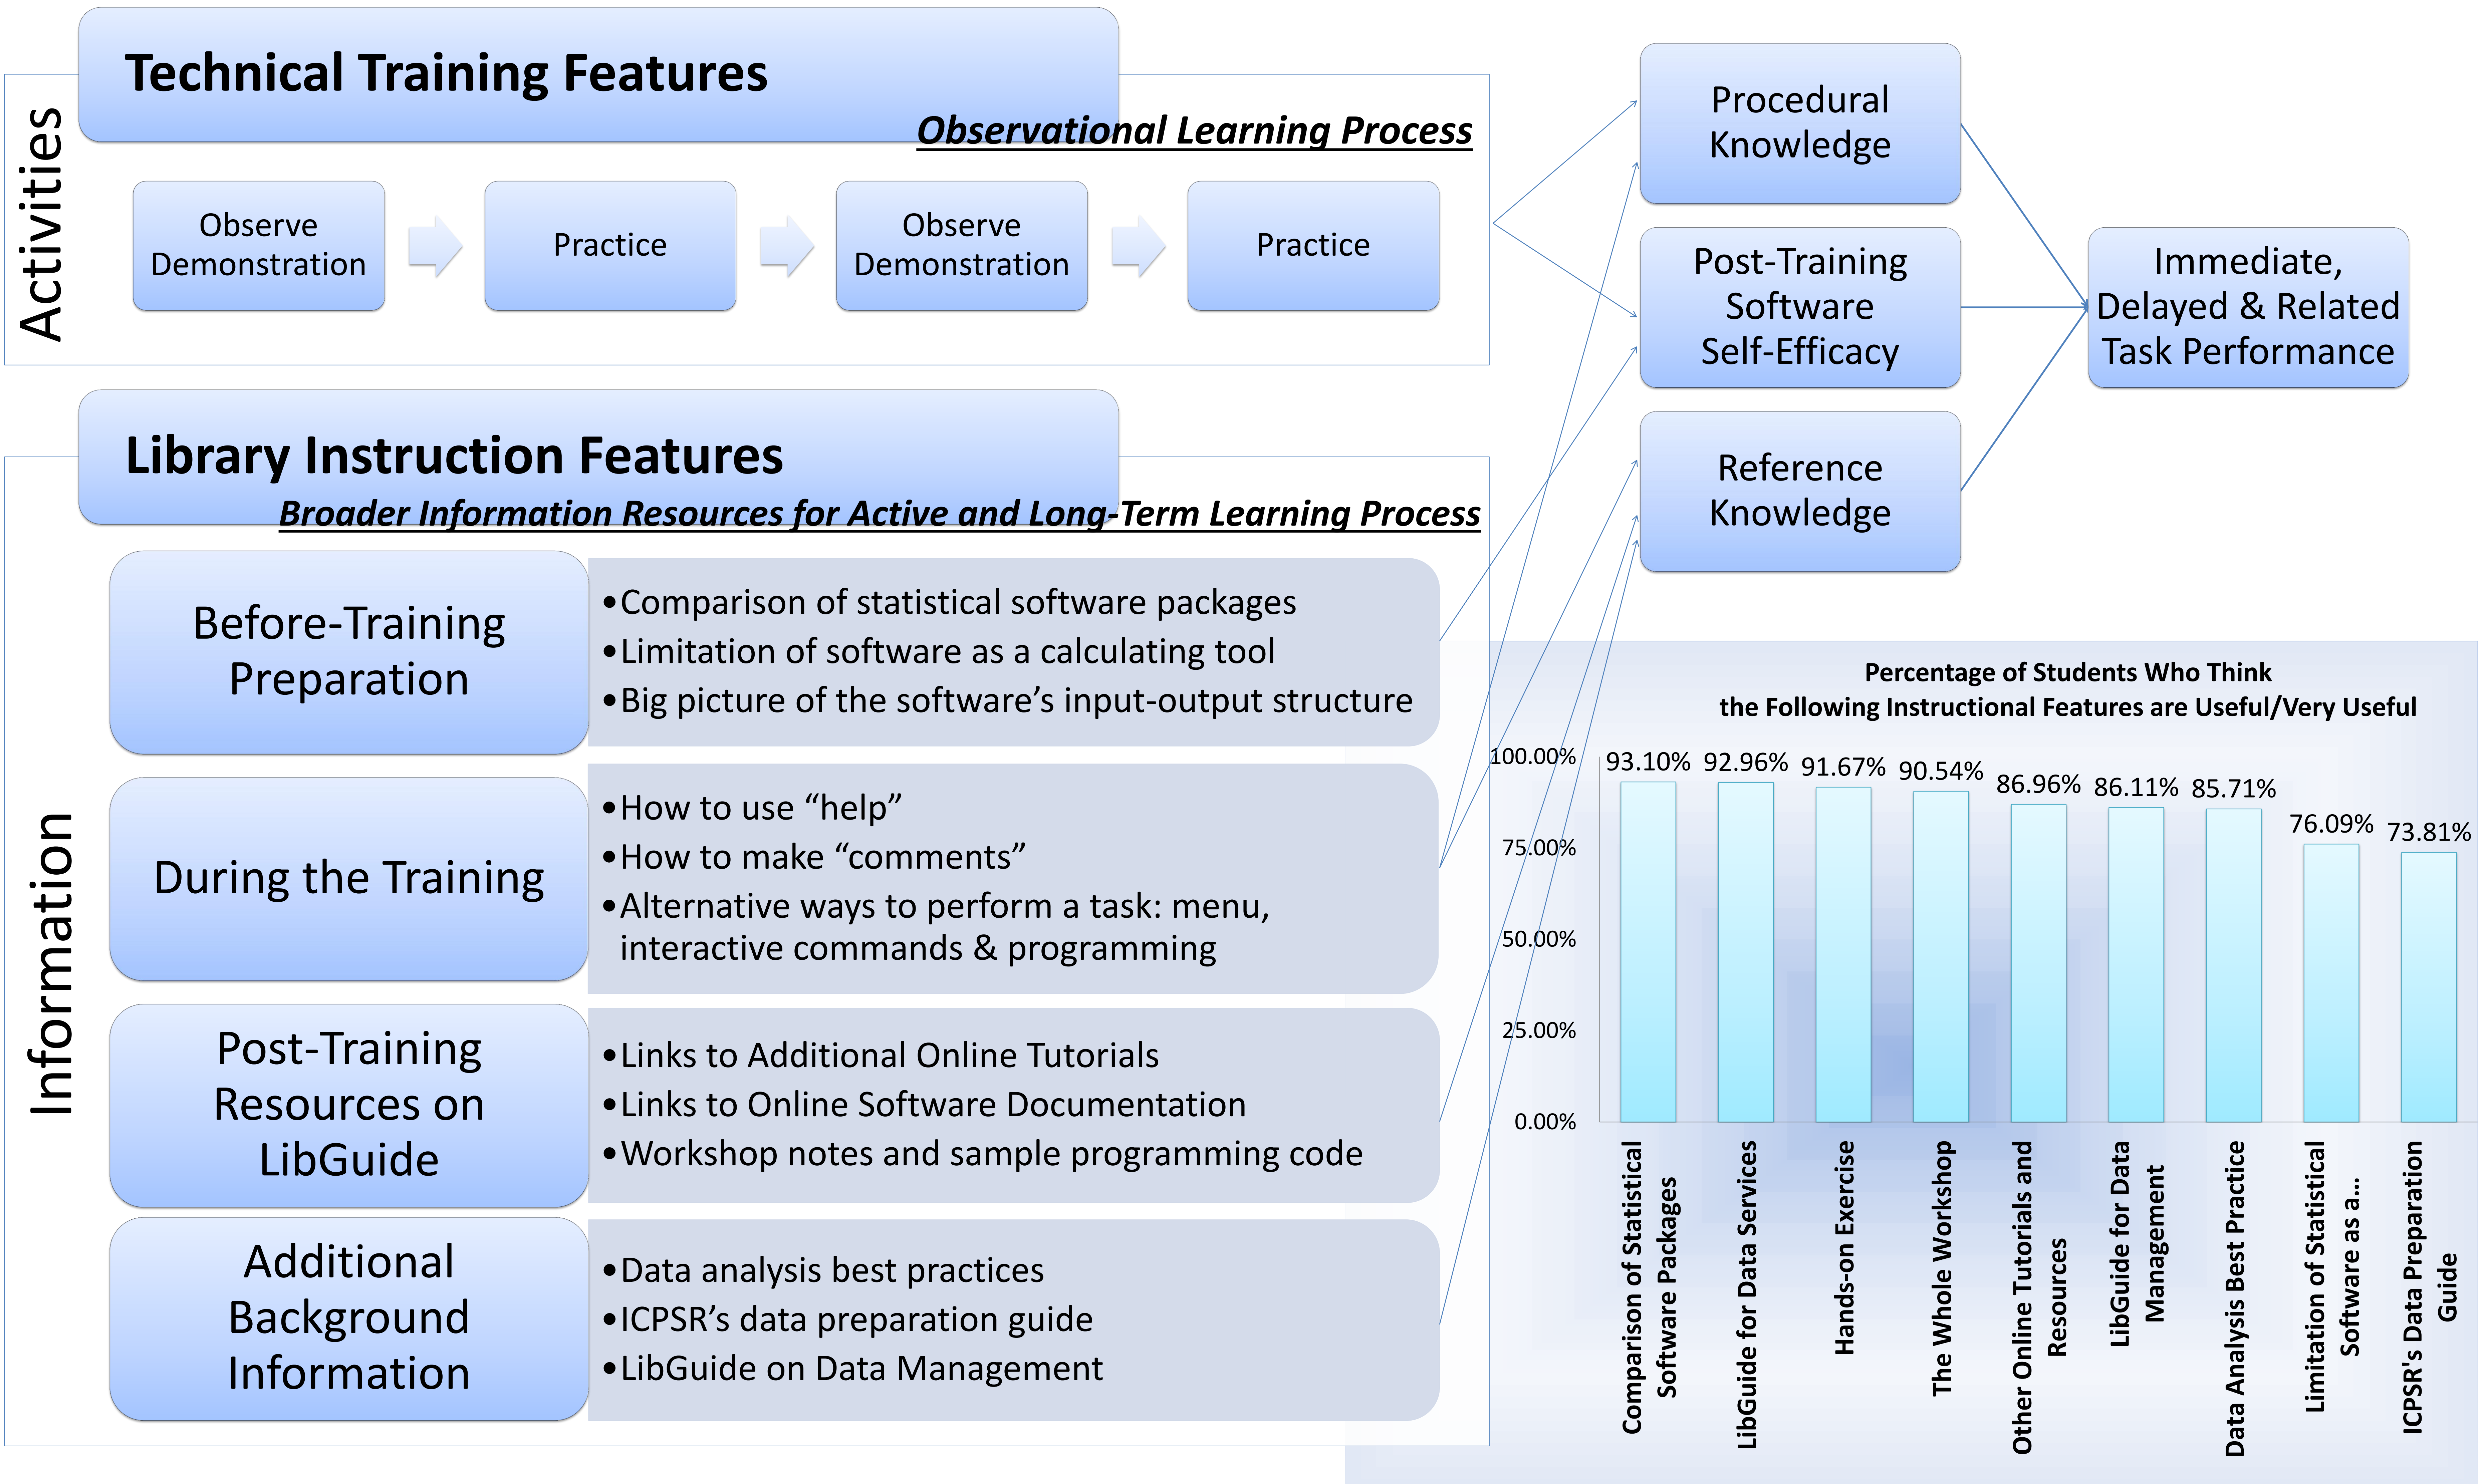 Technical Training Features
Observational Learning Process
Activities
Observe
Demonstration
Practice
Observe
Demonstration
Practice
Procedural
Knowledge
Post-Training
Software
Self-Efficacy
Reference
Knowledge
Immediate,
Delayed & Related
Task Performance
Library Instruction Features
Broader Information Resources for Active and Long-Term Learning Process
Information
Before-Training
Preparation
•Comparison of statistical software packages
•Limitation of software as a calculating tool
•Big picture of the software’s input-output structure
During the Training
•How to use “help”
•How to make “comments”
•Alternative ways to perform a task: menu,
interactive commands & programming
Post-Training
Resources on
LibGuide
•Links to Additional Online Tutorials
•Links to Online Software Documentation
•Workshop notes and sample programming code
Additional
Background
Information
•Data analysis best practices
•ICPSR’s data preparation guide
•LibGuide on Data Management
Percentage of Students Who Think
the Following Instructional Features are Useful/Very Useful
100.00%
75.00%
50.00%
25.00%
0.00%
93.10%
92.96%
91.67%
90.54%
86.96%
86.11%
85.71%
76.09%
73.81%
Comparison of Statistical
Software Packages
LibGuide for Data Services
Hands-on Exercise
The Whole Workshop
Other Online Tutorials and
Resources
LibGuide for Data
Management
Data Analysis Best Practice
Limitation of Statistical
Software as a…
ICPSR's Data Preparation
Guide